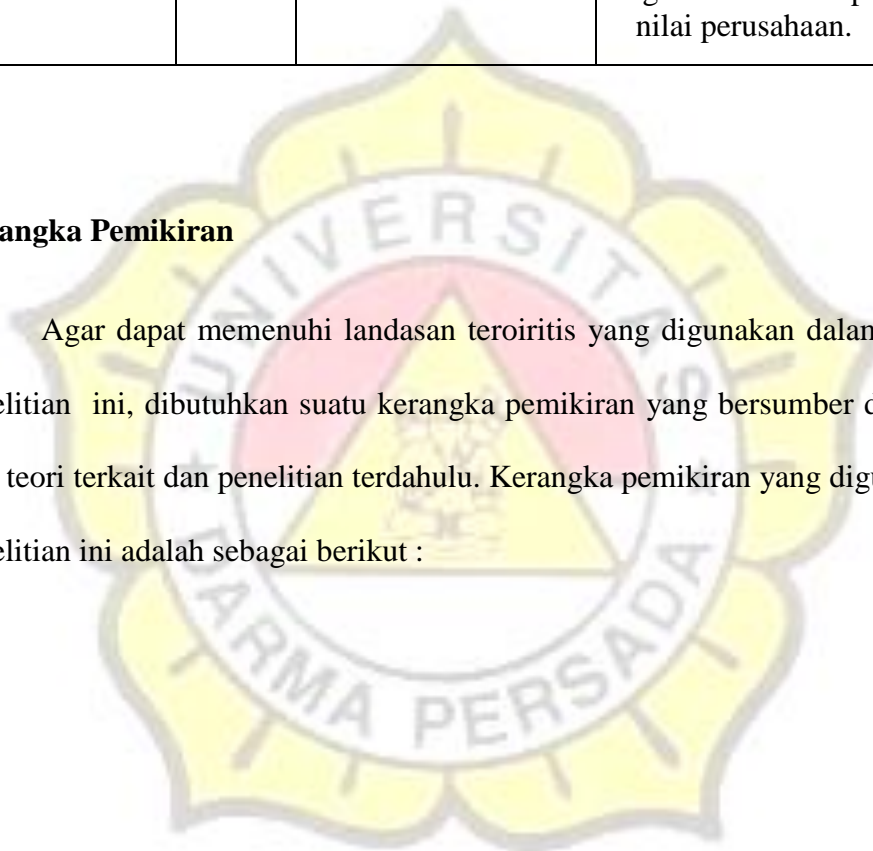 nilai perusahaan.
angka Pemikiran
Agar dapat memenuhi landasan teroiritis yang digunakan dalam
elitian ini, dibutuhkan suatu kerangka pemikiran yang bersumber
teori terkait dan penelitian terdahulu. Kerangka pemikiran yang
elitian ini adalah sebagai berikut :
UNIVERSITAS
DARMA PERSADA